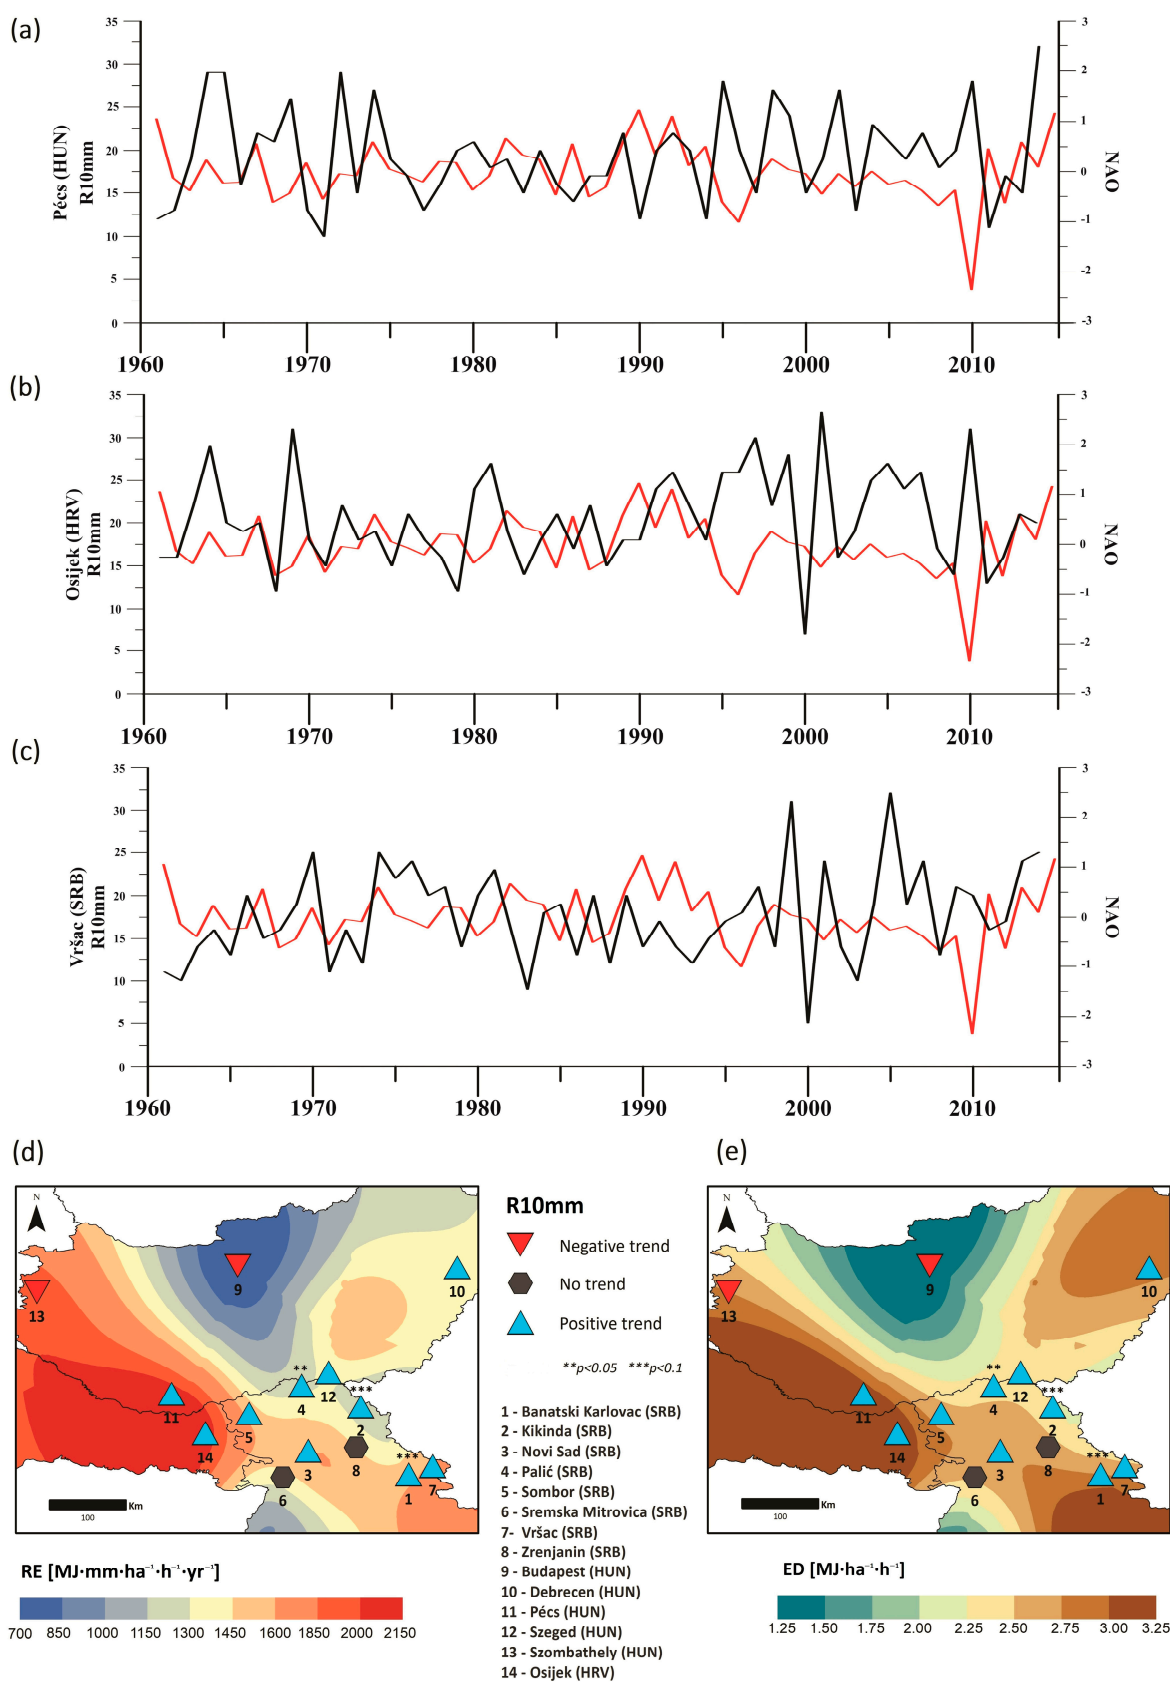 (a)
35
30
25
20
15
10
5
0
Pécs (HUN)
R10mm
3
2
1
0
-1
-2
-3
NAO
1960 1970 1980 1990 2000 2010
(b)
35
30
25
20
15
10
5
0
Osijek (HRV)
R10mm
3
2
1
0
-1
-2
-3
NAO
1960 1970 1980 1990 2000 2010
(c)
35
30
25
20
15
10
5
0
Vršac (SRB)
R10mm
3
2
1
0
-1
-2
-3
NAO
1960 1970 1980 1990 2000 2010
(d)
N
13
9
10
11
14
5
**
4
12
***
2
3
8
6
***
1
7
Km
100
RE [MJ·mm·ha⁻¹·h⁻¹·yr⁻¹]
700 850 1000 1150 1300 1450 1600 1850 2000 2150
R10mm
Negative trend
No trend
Positive trend
**p<0.05 ***p<0.1
1 - Banatski Karlovac (SRB)
2 - Kikinda (SRB)
3 - Novi Sad (SRB)
4 - Palić (SRB)
5 - Sombor (SRB)
6 - Sremska Mitrovica (SRB)
7- Vršac (SRB)
8 - Zrenjanin (SRB)
9 - Budapest (HUN)
10 - Debrecen (HUN)
11 - Pécs (HUN)
12 - Szeged (HUN)
13 - Szombathely (HUN)
14 - Osijek (HRV)
(e)
N
13
9
10
11
14
5
**
4
12
***
2
3
8
6
***
1
7
Km
100
ED [MJ·ha⁻¹·h⁻¹]
1.25 1.50 1.75 2.00 2.25 2.50 2.75 3.00 3.25